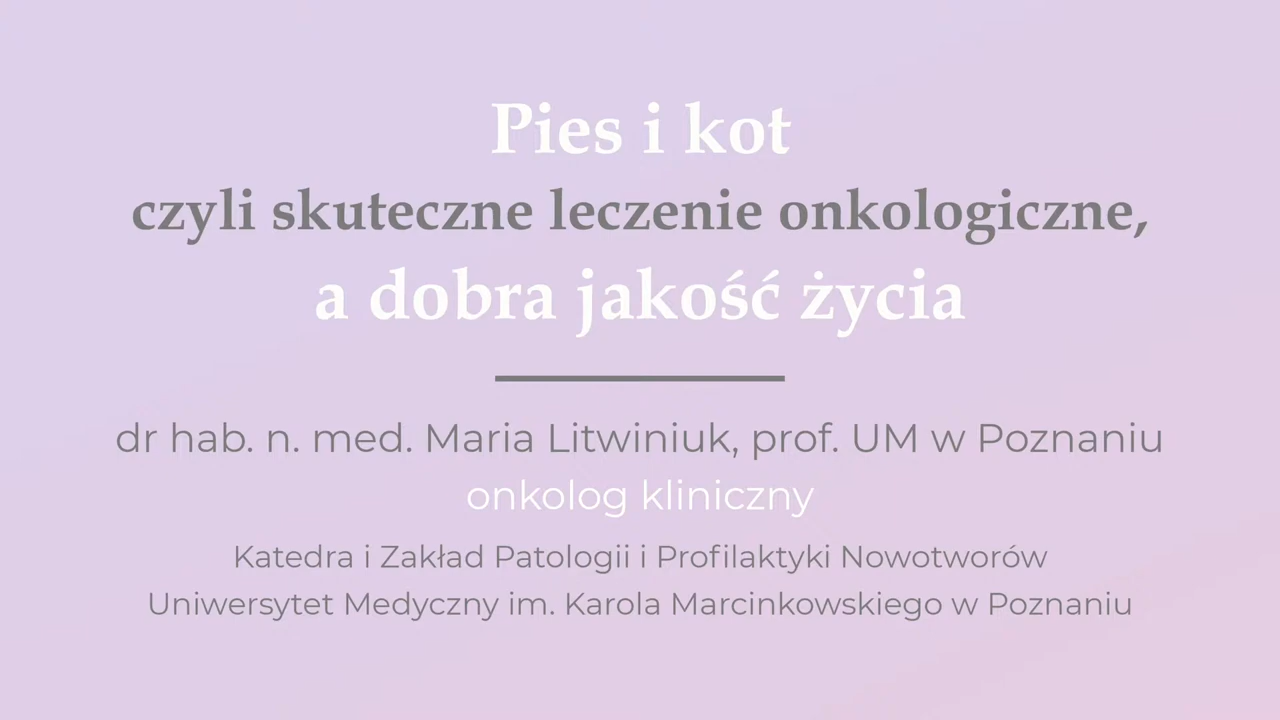 Pies i kot
czyli skuteczne leczenie onkologiczne,
a dobra jakość życia
dr hab. n. med. Maria Litwiniuk, prof. UM w Poznaniu
onkolog kliniczny
Katedra i Zakład Patologii i Profilaktyki Nowotworów
Uniwersytet Medyczny im. Karola Marcinkowskiego w Poznaniu